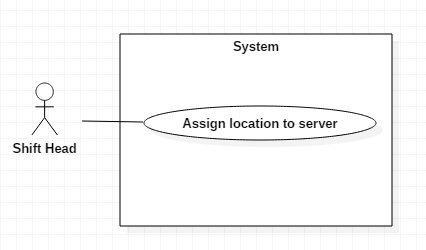 System
Assign location to server
Shift Head